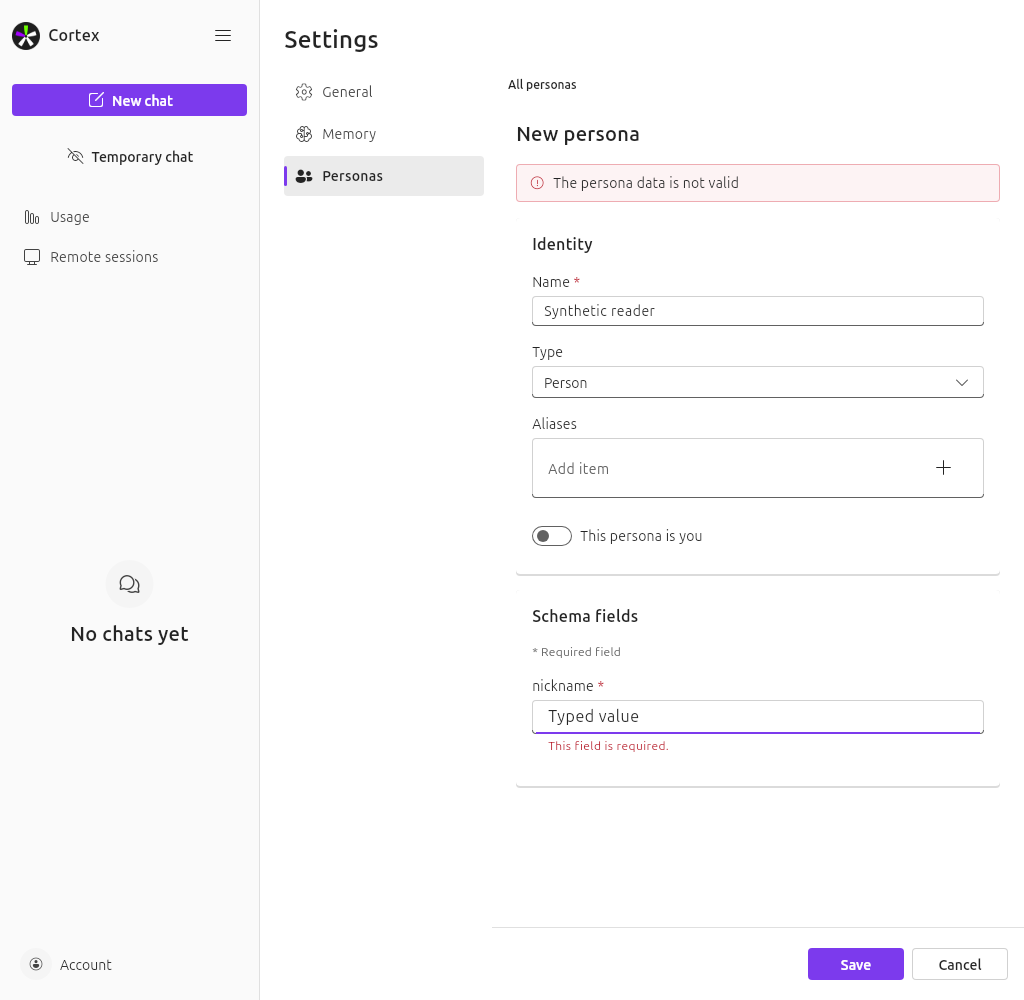 Cortex
New chat
Temporary chat
Usage
Remote sessions
No chats yet
Account
Settings
General
Memory
Personas
All personas
New persona
The persona data is not valid
Identity
Name *
Synthetic reader
Type
Person
Aliases
Add item
This persona is you
Schema fields
* Required field
nickname *
Typed value
This field is required.
Save
Cancel